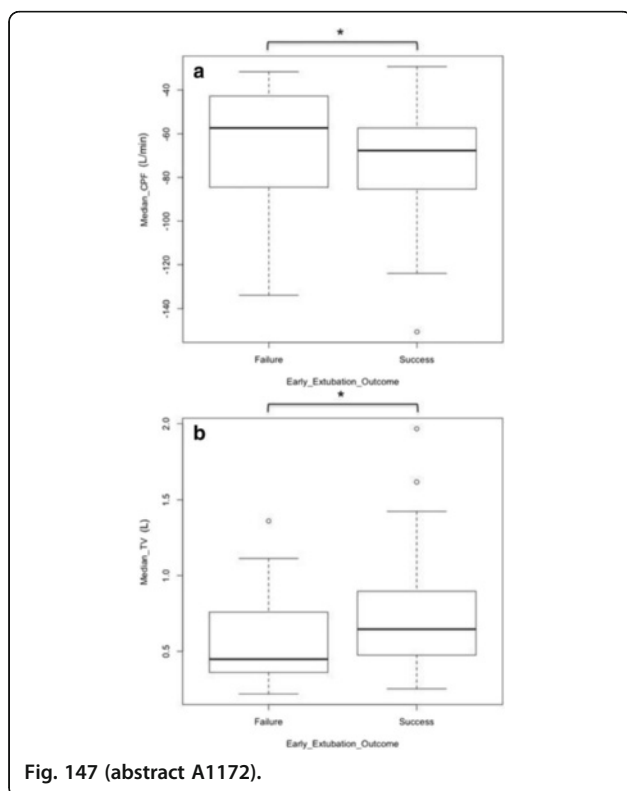 *
a
-40
-60
-80
-100
-120
-140
Median_CPF (L/min)
Failure Success
Early_Extubation_Outcome
*
b
2.0
1.5
1.0
0.5
Median_TV (L)
Failure Success
Early_Extubation_Outcome
Fig. 147 (abstract A1172).